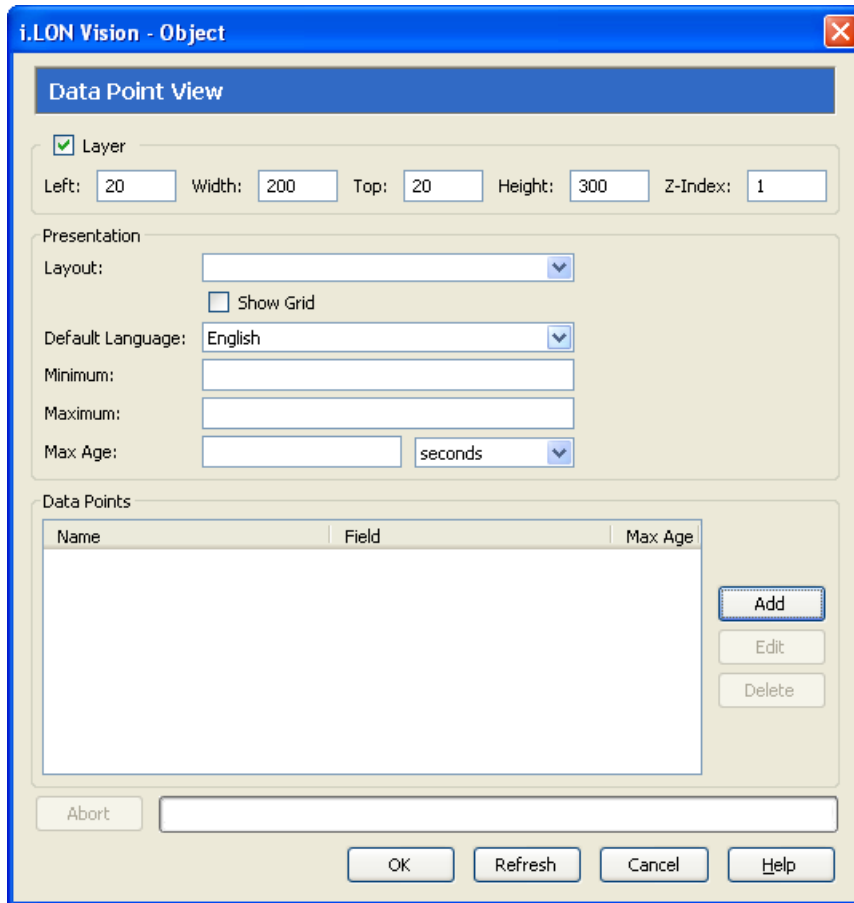 i.LON Vision - Object
Data Point View
Layer
Left: 20 Width: 200 Top: 20 Height: 300 Z-Index: 1
Presentation
Layout:
Show Grid
Default Language: English
Minimum:
Maximum:
Max Age: seconds
Data Points
Name Field Max Age
Add
Edit
Delete
Abort
OK Refresh Cancel Help